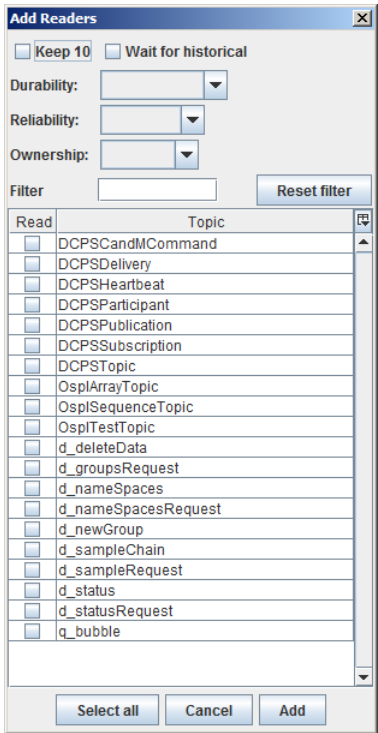 Add Readers
Keep 10 Wait for historical
Durability:
Reliability:
Ownership:
Filter Reset filter
Read Topic
DCPSCandMCommand
DCPSDelivery
DCPSHeartbeat
DCPSParticipant
DCPSPublication
DCPSSubscription
DCPSTopic
OsplArrayTopic
OsplSequenceTopic
OsplTestTopic
d_deleteData
d_groupsRequest
d_nameSpaces
d_nameSpacesRequest
d_newGroup
d_sampleChain
d_sampleRequest
d_status
d_statusRequest
q_bubble
Select all Cancel Add